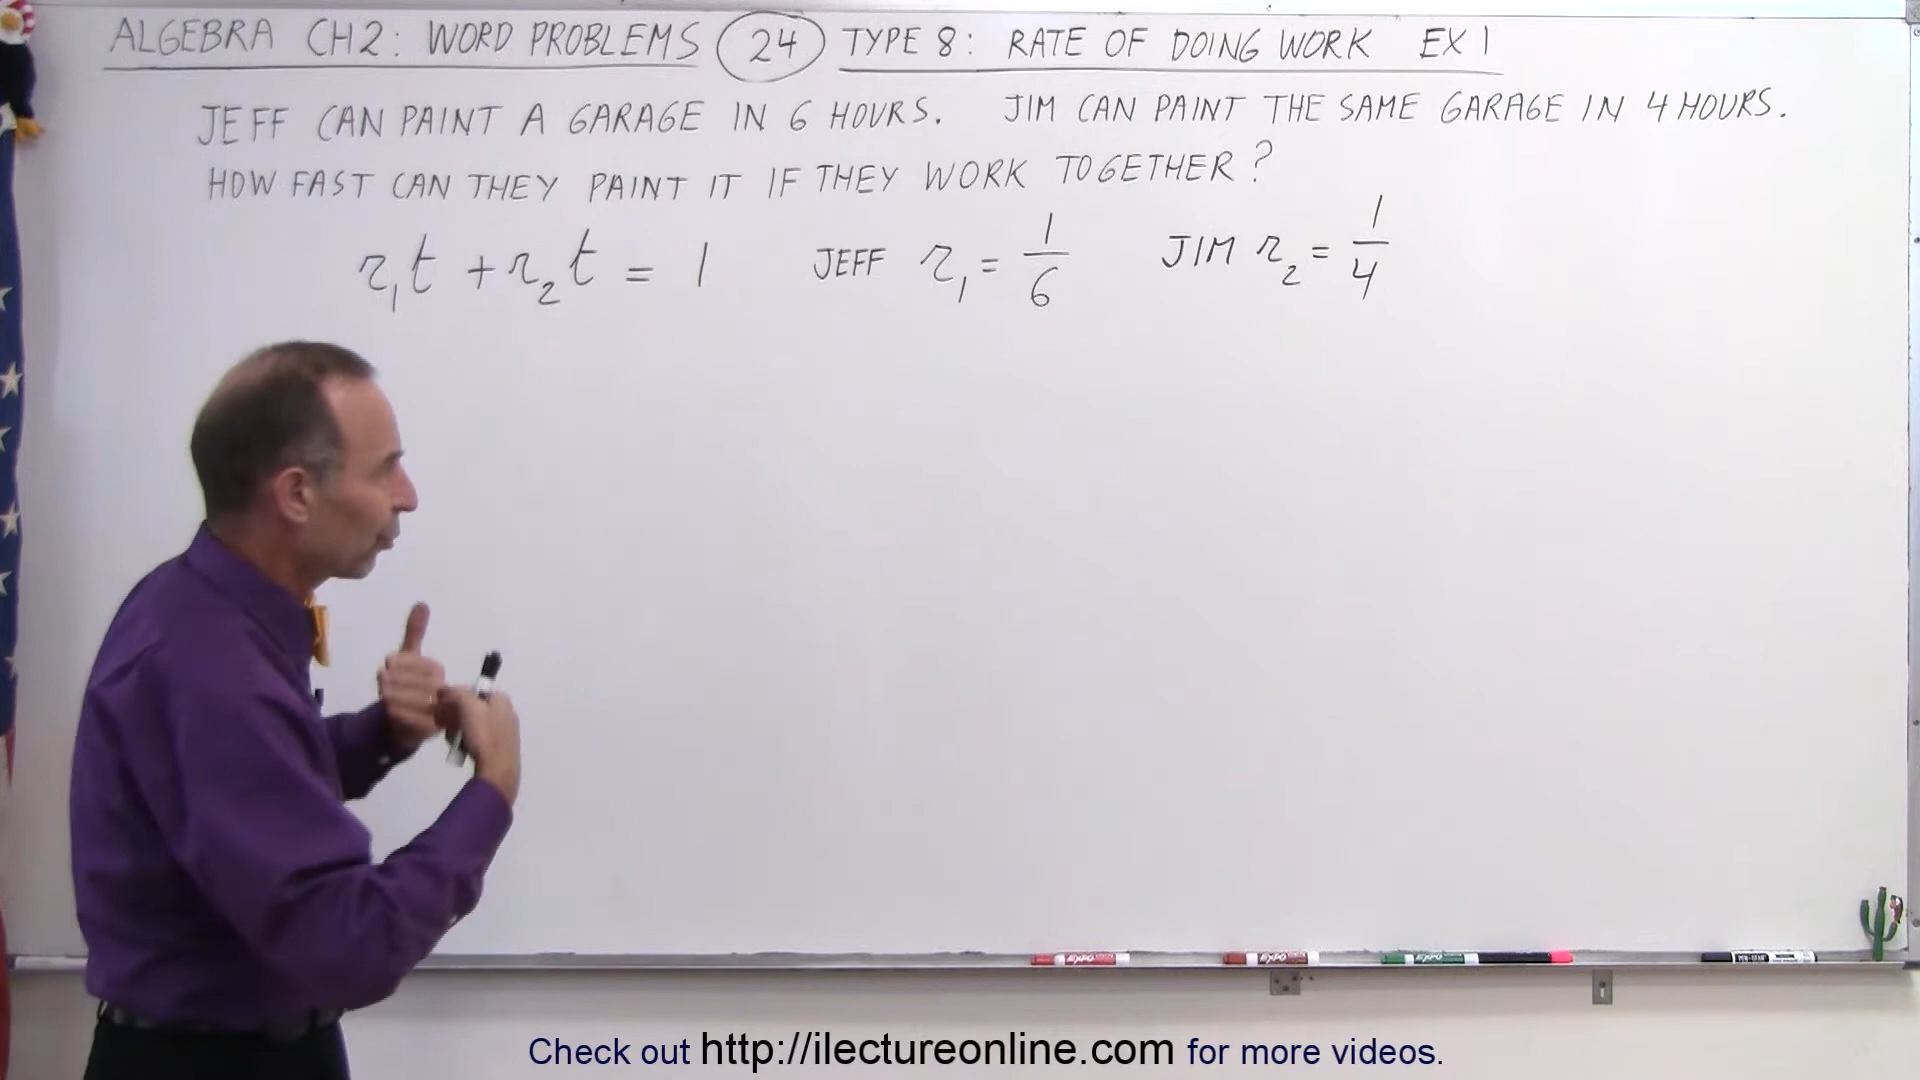 ALGEBRA CH2: WORD PROBLEMS 24 TYPE 8: RATE OF DOING WORK EX 1
JEFF CAN PAINT A GARAGE IN 6 HOURS. JIM CAN PAINT THE SAME GARAGE IN 4 HOURS.
HOW FAST CAN THEY PAINT IT IF THEY WORK TOGETHER?
r₁t + r₂t = 1 JEFF r₁ = 1/6 JIM r₂ = 1/4
EXPO EXPO EXPO
Check out http://ilectureonline.com for more videos.